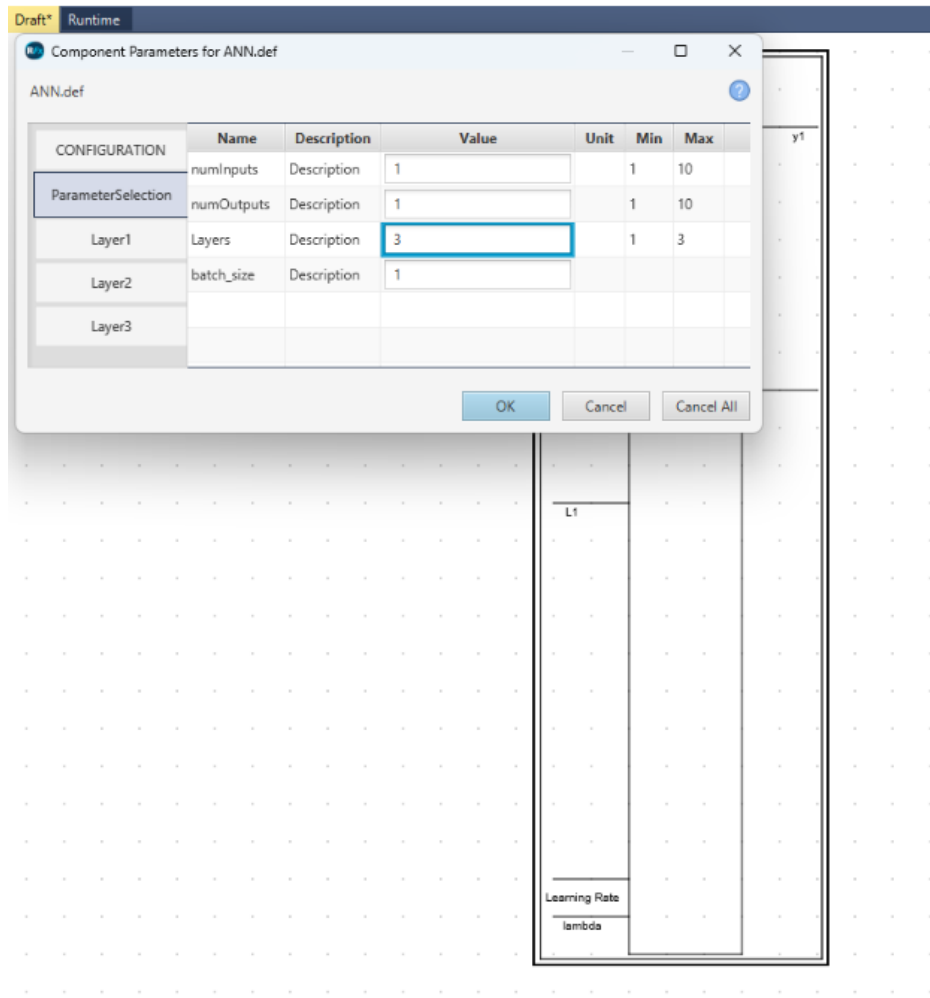 Draft* Runtime
Component Parameters for ANN.def
ANN.def
CONFIGURATION
ParameterSelection
Layer1
Layer2
Layer3
Name Description Value Unit Min Max
numInputs Description 1 1 10
numOutputs Description 1 1 10
Layers Description 3 1 3
batch_size Description 1
OK Cancel Cancel All
y1
L1
Learning Rate
lambda